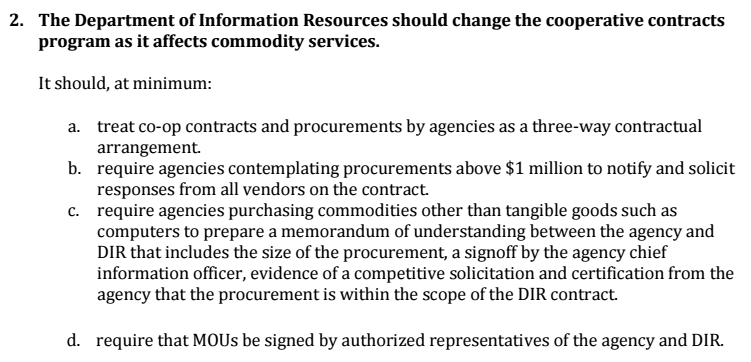 2. The Department of Information Resources should change the cooperative contracts
program as it affects commodity services.
It should, at minimum:
a. treat co-op contracts and procurements by agencies as a three-way contractual
arrangement.
b. require agencies contemplating procurements above $1 million to notify and solicit
responses from all vendors on the contract.
c. require agencies purchasing commodities other than tangible goods such as
computers to prepare a memorandum of understanding between the agency and
DIR that includes the size of the procurement, a signoff by the agency chief
information officer, evidence of a competitive solicitation and certification from the
agency that the procurement is within the scope of the DIR contract.
d. require that MOUs be signed by authorized representatives of the agency and DIR.